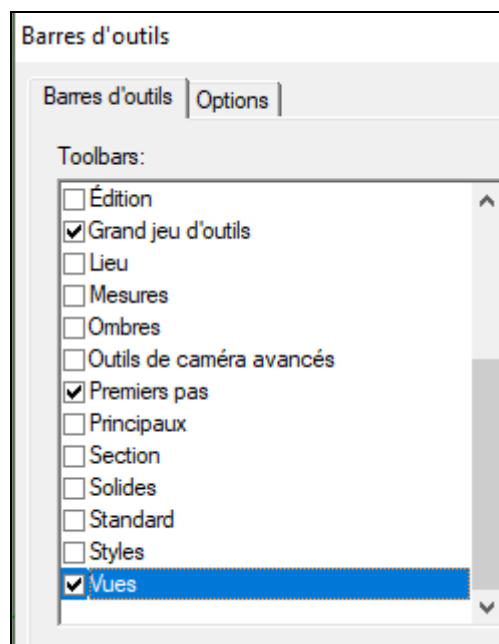 Barres d'outils
Barres d'outils Options
Toolbars:
Édition
Grand jeu d'outils
Lieu
Mesures
Ombres
Outils de caméra avancés
Premiers pas
Principaux
Section
Solides
Standard
Styles
Vues